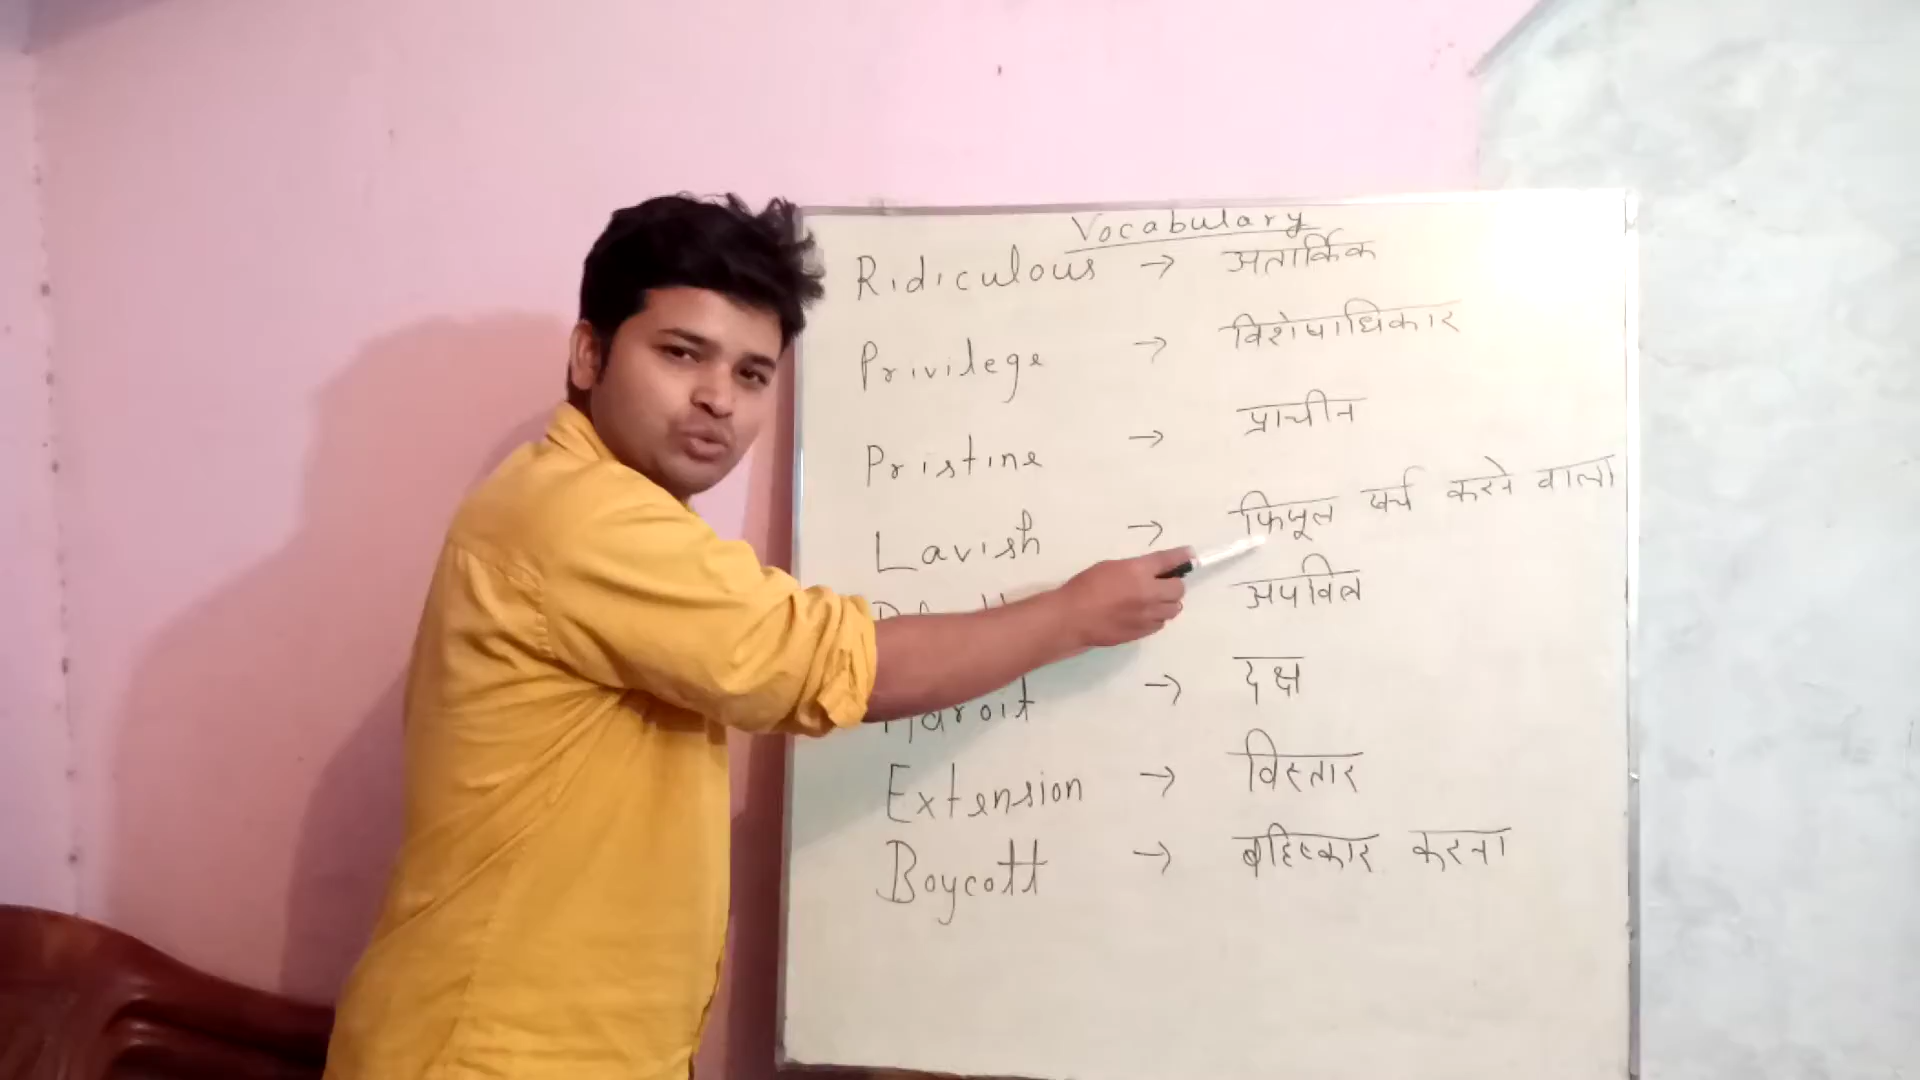 Vocabulary
Ridiculous → अतार्किक
Privilege → विशेषाधिकार
Pristine → प्राचीन
Lavish → फिजूल खर्च करने वाला
अपवित्र
→ दक्ष
Extension → विस्तार
Boycott → बहिष्कार करना